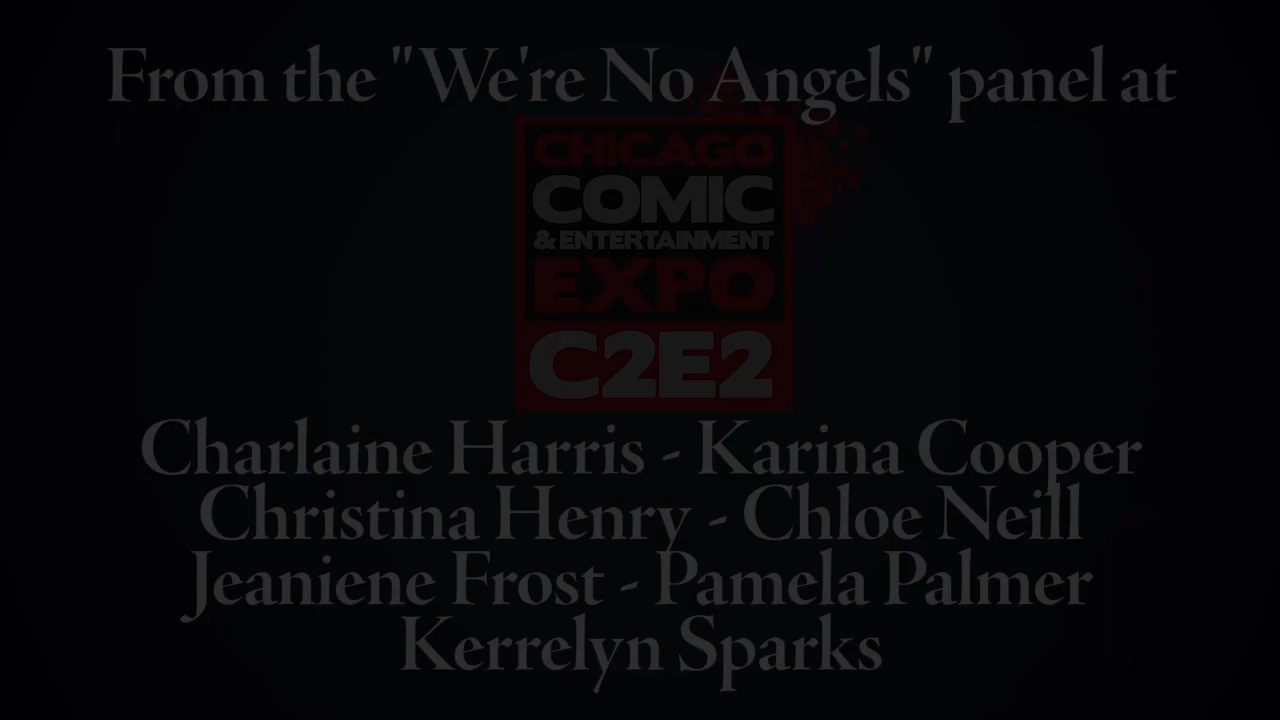 From the "We're No Angels" panel at
CHICAGO
COMIC
& ENTERTAINMENT
EXPO
C2E2
Charlaine Harris - Karina Cooper
Christina Henry - Chloe Neill
Jeaniene Frost - Pamela Palmer
Kerrelyn Sparks